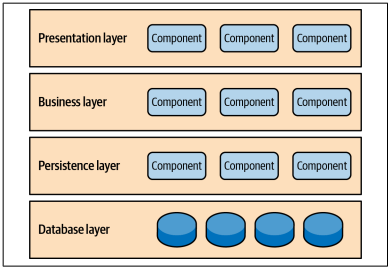 Presentation layer Component Component Component
Business layer Component Component Component
Persistence layer Component Component Component
Database layer